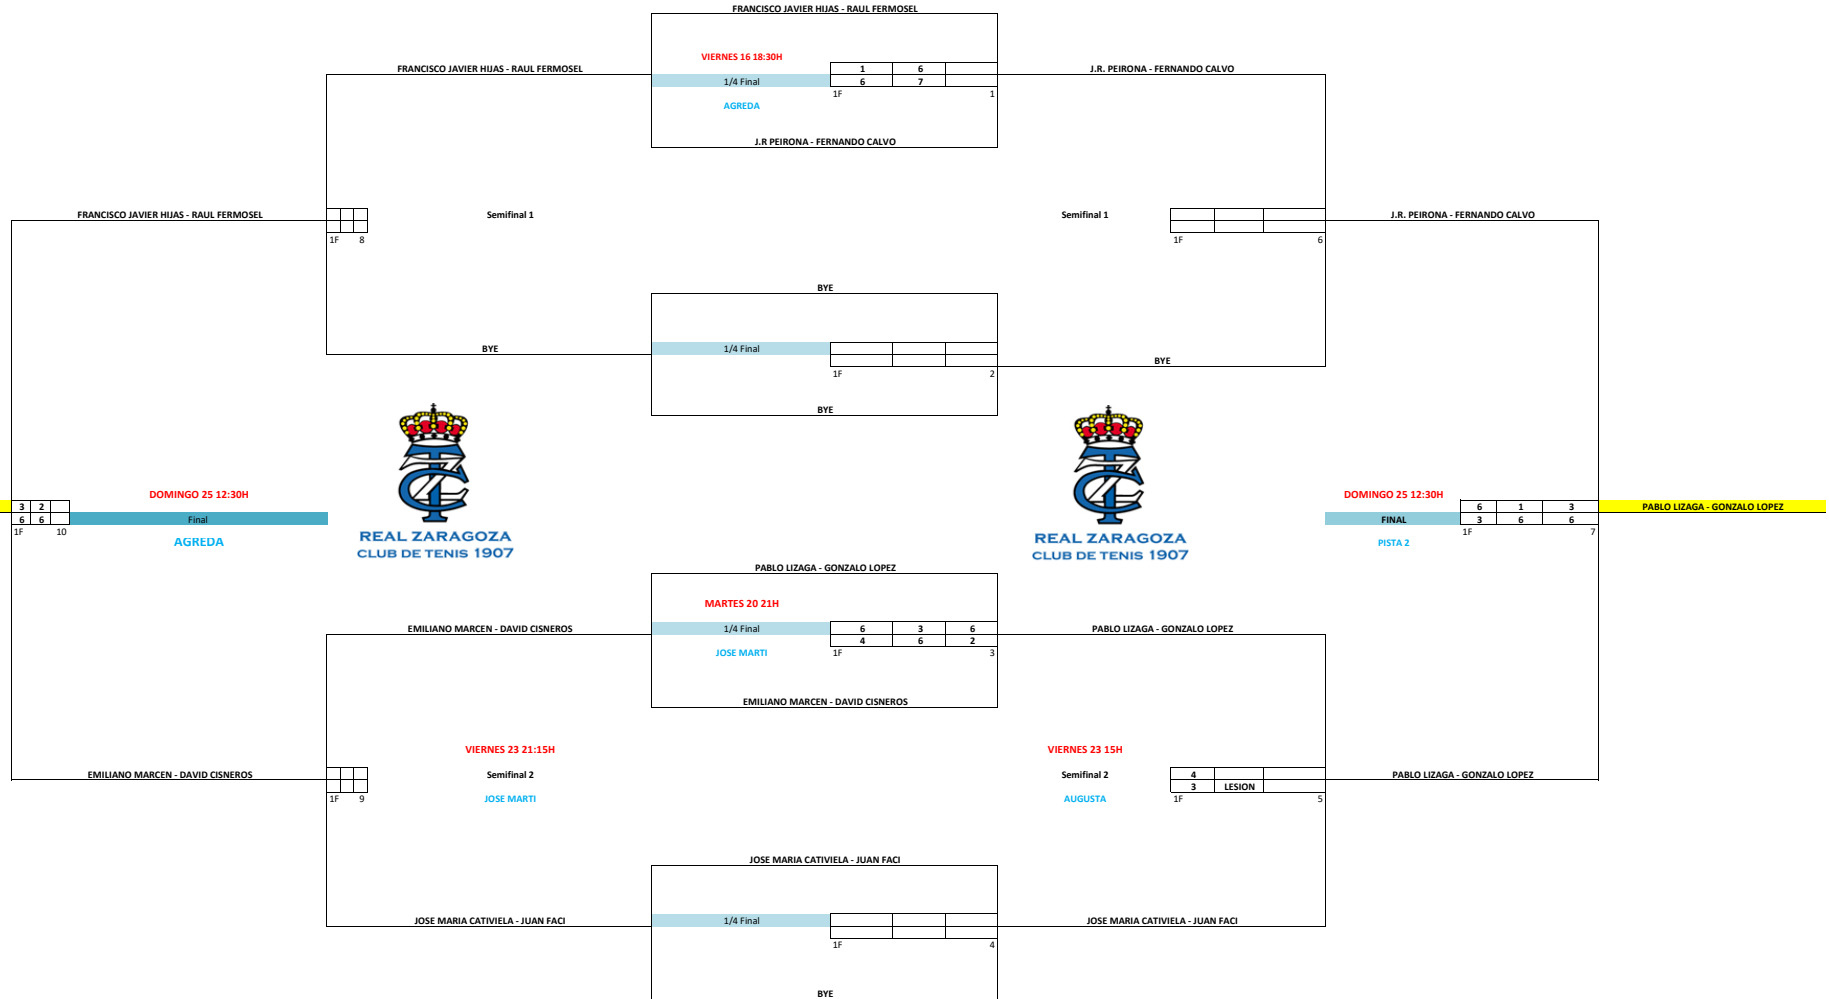 FRANCISCO JAVIER HIJAS - RAUL FERMOSEL
VIERNES 16 18:30H
FRANCISCO JAVIER HIJAS - RAUL FERMOSEL 1 6 J.R. PEIRONA - FERNANDO CALVO
1/4 Final 6 7
1F 1
AGREDA
J.R PEIRONA - FERNANDO CALVO
FRANCISCO JAVIER HIJAS - RAUL FERMOSEL Semifinal 1 Semifinal 1 J.R. PEIRONA - FERNANDO CALVO
1F 8 1F 6
BYE
BYE 1/4 Final BYE
1F 2
BYE
DOMINGO 25 12:30H DOMINGO 25 12:30H
3 2 6 1 3 PABLO LIZAGA - GONZALO LOPEZ
6 6 Final FINAL 3 6 6
1F 10 1F 7
AGREDA PISTA 2
REAL ZARAGOZA REAL ZARAGOZA
CLUB DE TENIS 1907 CLUB DE TENIS 1907
PABLO LIZAGA - GONZALO LOPEZ
MARTES 20 21H
EMILIANO MARCEN - DAVID CISNEROS 1/4 Final 6 3 6 PABLO LIZAGA - GONZALO LOPEZ
4 6 2
JOSE MARTI 1F 3
EMILIANO MARCEN - DAVID CISNEROS
VIERNES 23 21:15H VIERNES 23 15H
EMILIANO MARCEN - DAVID CISNEROS Semifinal 2 Semifinal 2 4 PABLO LIZAGA - GONZALO LOPEZ
3 LESION
1F 9 JOSE MARTI AUGUSTA 1F 5
JOSE MARIA CATIVIELA - JUAN FACI
JOSE MARIA CATIVIELA - JUAN FACI 1/4 Final JOSE MARIA CATIVIELA - JUAN FACI
1F 4
BYE